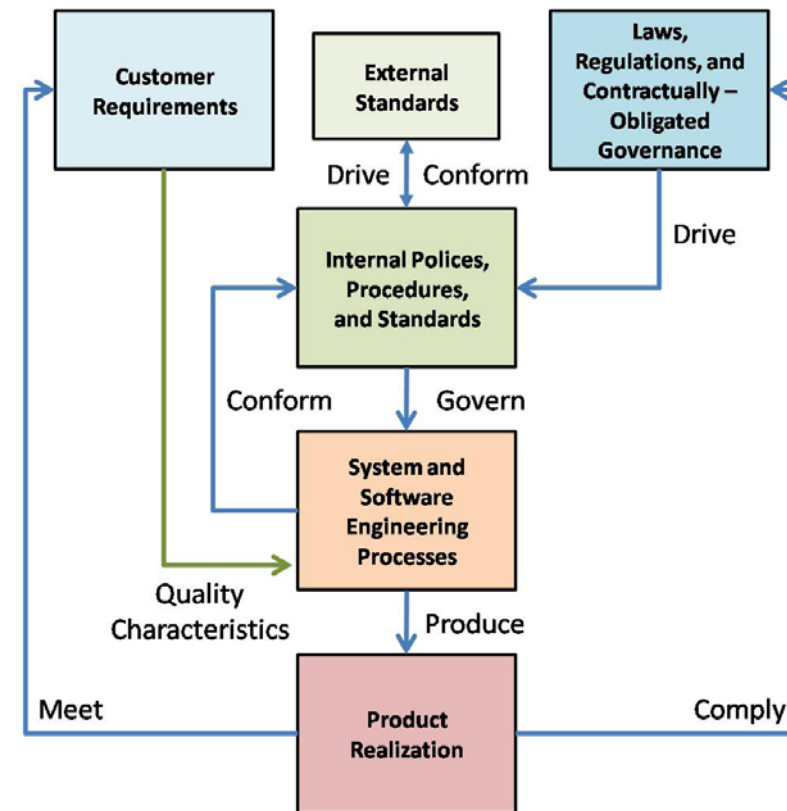 Customer
Requirements
External
Standards
Laws,
Regulations, and
Contractually –
Obligated
Governance
Drive
Conform
Drive
Internal Polices,
Procedures,
and Standards
Conform
Govern
System and
Software
Engineering
Processes
Quality
Characteristics
Produce
Meet
Product
Realization
Comply